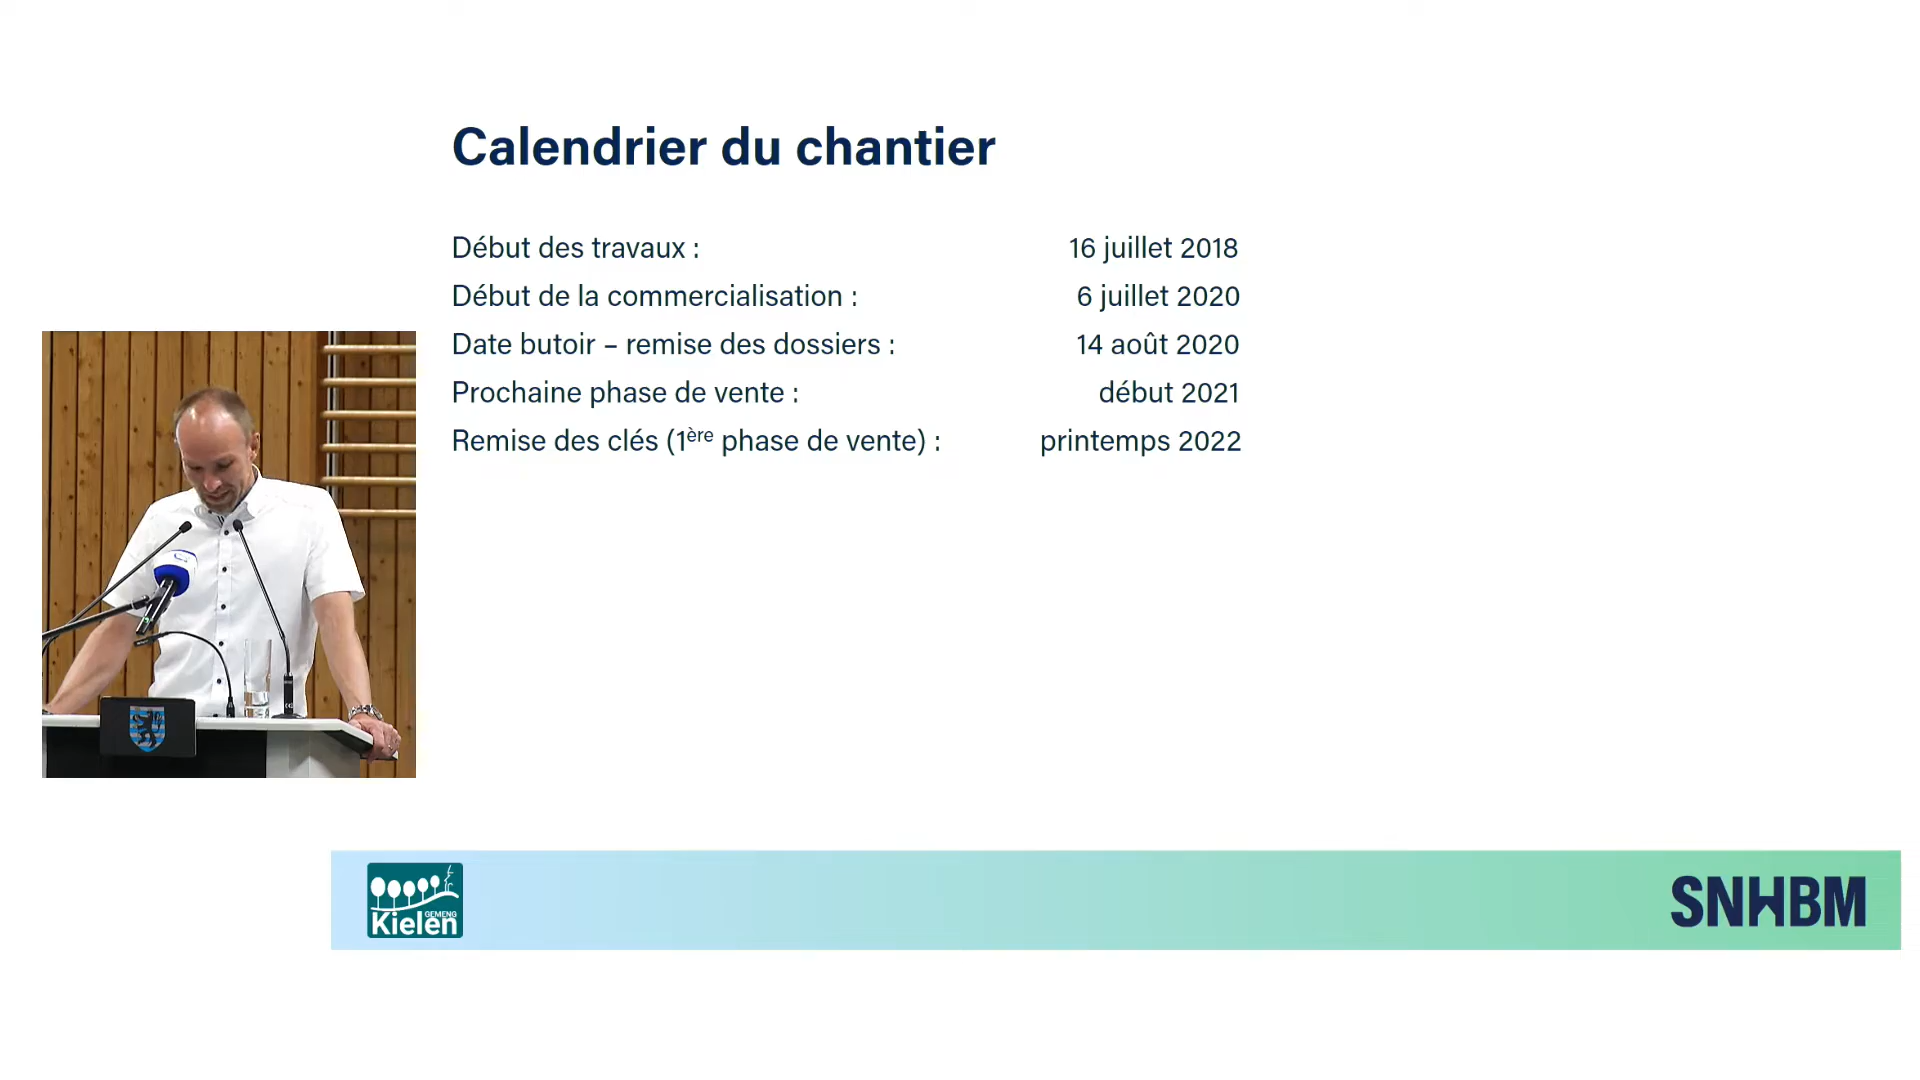 Calendrier du chantier
Début des travaux : 16 juillet 2018
Début de la commercialisation : 6 juillet 2020
Date butoir – remise des dossiers : 14 août 2020
Prochaine phase de vente : début 2021
Remise des clés (1ère phase de vente) : printemps 2022
GEMENG
Kielen
SNHBM